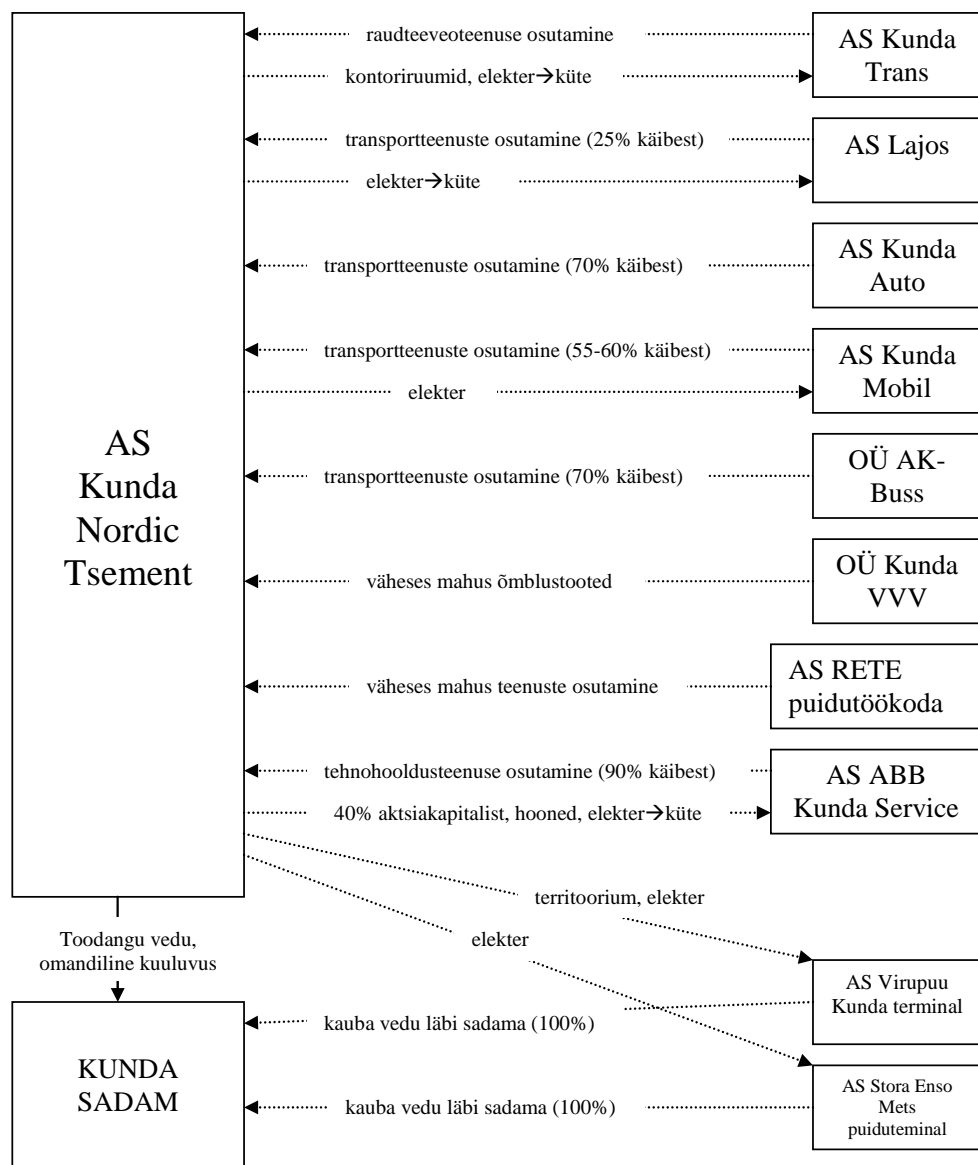 raudteeveoteenuse osutamine
AS Kunda
Trans
kontoriruumid, elekter→küte
transportteenuste osutamine (25% käibest)
AS Lajos
elekter→küte
transportteenuste osutamine (70% käibest)
AS Kunda
Auto
transportteenuste osutamine (55-60% käibest)
AS Kunda
Mobil
elekter
AS
Kunda
Nordic
Tsement
transportteenuste osutamine (70% käibest)
OÜ AK-
Buss
väheses mahus õmblustooted
OÜ Kunda
VVV
väheses mahus teenuste osutamine
AS RETE
puidutöökoda
tehnohooldusteenuse osutamine (90% käibest)
AS ABB
Kunda Service
40% aktsiakapitalist, hooned, elekter→küte
territoorium, elekter
elekter
Toodangu vedu,
omandiline kuuluvus
AS Virupuu
Kunda terminal
kauba vedu läbi sadama (100%)
KUNDA
SADAM
kauba vedu läbi sadama (100%)
AS Stora Enso
Mets
puiduteminal